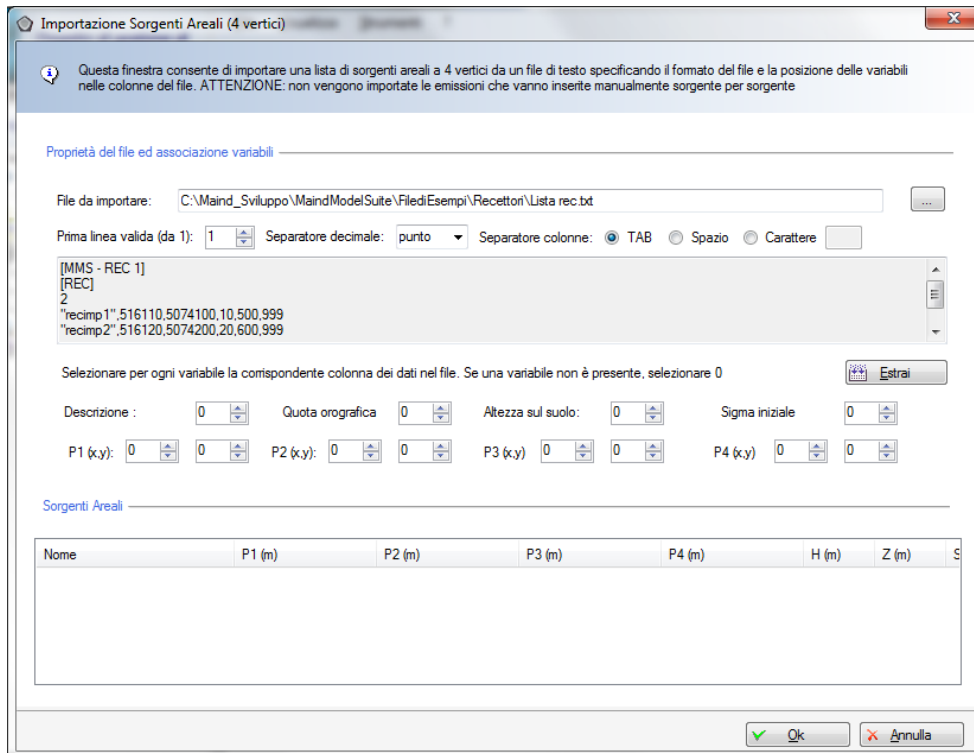 Importazione Sorgenti Areali (4 vertici)
Questa finestra consente di importare una lista di sorgenti areali a 4 vertici da un file di testo specificando il formato del file e la posizione delle variabili
nelle colonne del file. ATTENZIONE: non vengono importate le emissioni che vanno inserite manualmente sorgente per sorgente
Proprietà del file ed associazione variabili
File da importare: C:\Maind_Sviluppo\MaindModelSuite\FilediEsempi\Recettori\Lista rec.txt ...
Prima linea valida (da 1): 1 Separatore decimale: punto Separatore colonne: TAB Spazio Carattere
[MMS - REC 1]
[REC]
2
"recimp1",516110,5074100,10,500,999
"recimp2",516120,5074200,20,600,999
Selezionare per ogni variabile la corrispondente colonna dei dati nel file. Se una variabile non è presente, selezionare 0 Estrai
Descrizione : 0 Quota orografica 0 Altezza sul suolo: 0 Sigma iniziale 0
P1 (x,y): 0 0 P2 (x,y): 0 0 P3 (x,y) 0 0 P4 (x,y) 0 0
Sorgenti Areali
Nome P1 (m) P2 (m) P3 (m) P4 (m) H (m) Z (m) S
Ok Annulla